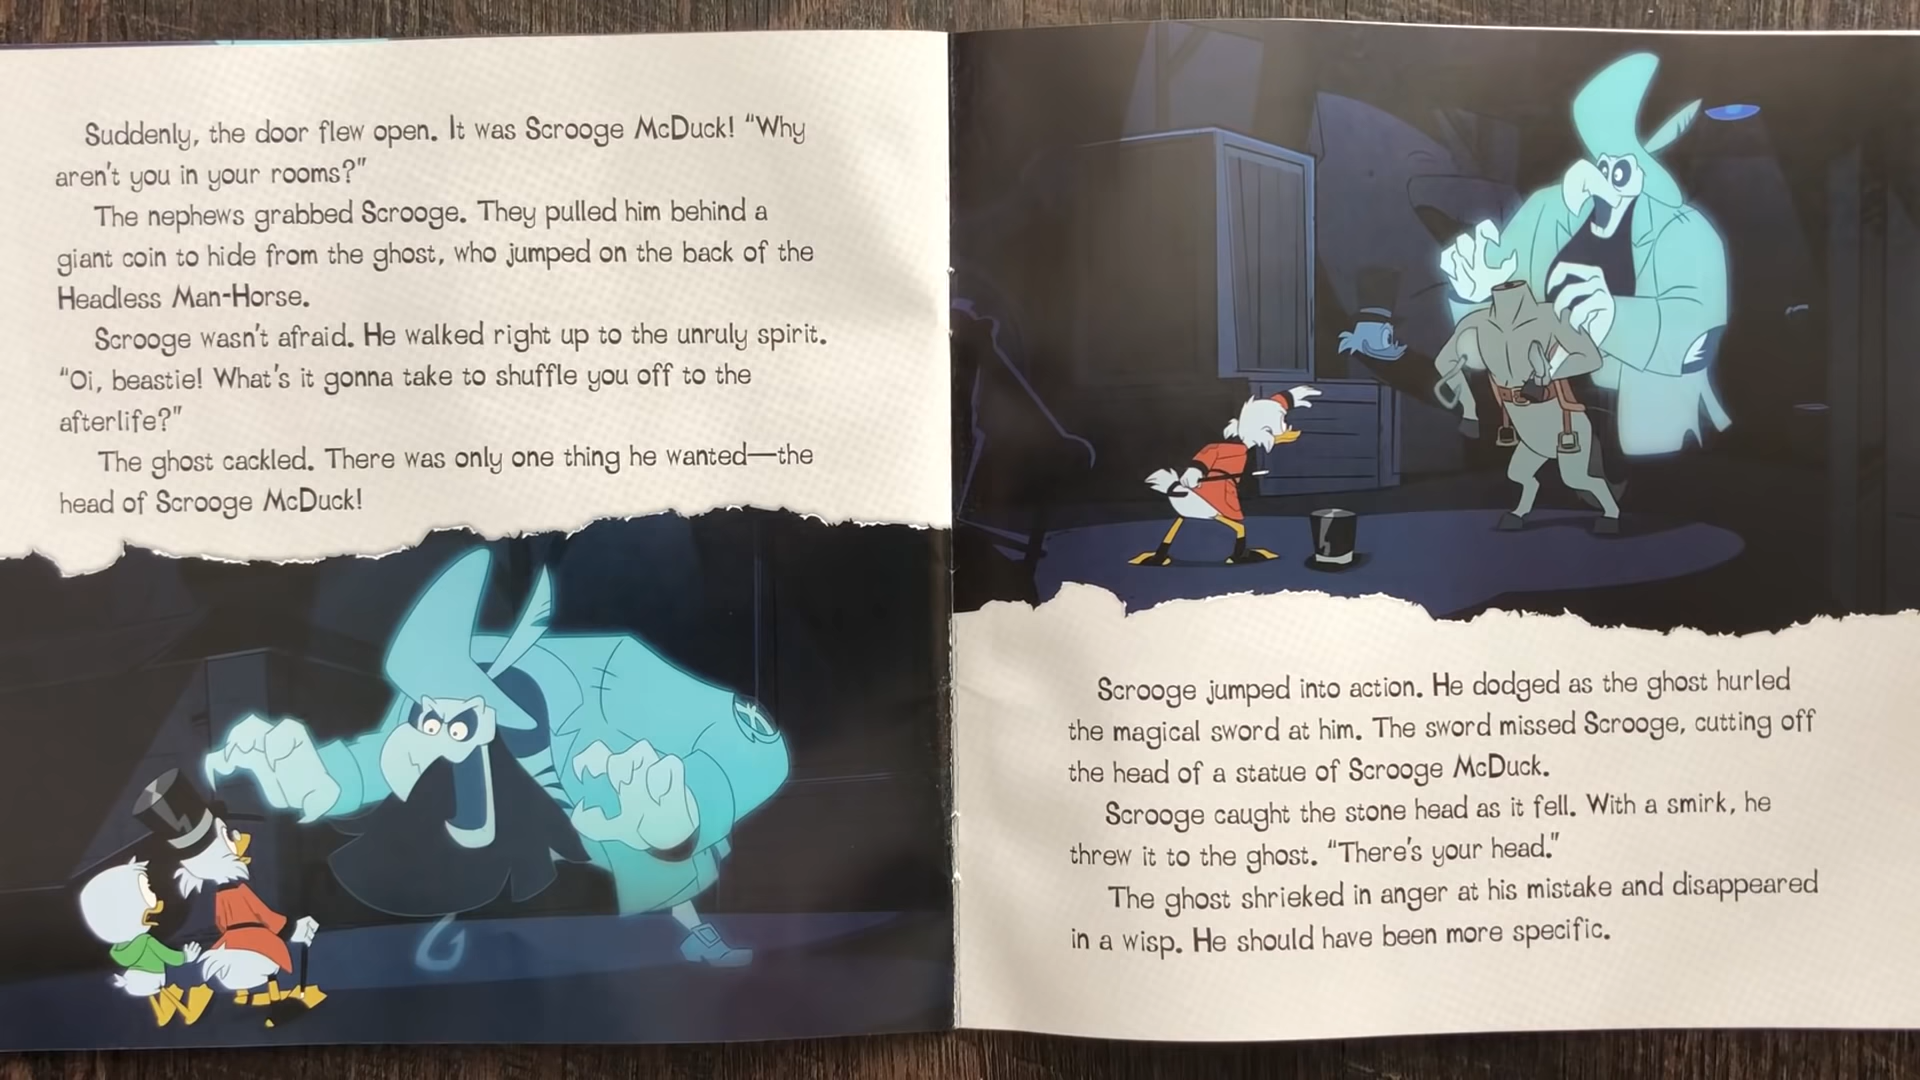 Suddenly, the door flew open. It was Scrooge McDuck! “Why
aren’t you in your rooms?”
The nephews grabbed Scrooge. They pulled him behind a
giant coin to hide from the ghost, who jumped on the back of the
Headless Man-Horse.
Scrooge wasn’t afraid. He walked right up to the unruly spirit.
“Oi, beastie! What’s it gonna take to shuffle you off to the
afterlife?”
The ghost cackled. There was only one thing he wanted—the
head of Scrooge McDuck!
Scrooge jumped into action. He dodged as the ghost hurled
the magical sword at him. The sword missed Scrooge, cutting off
the head of a statue of Scrooge McDuck.
Scrooge caught the stone head as it fell. With a smirk, he
threw it to the ghost. “There’s your head.”
The ghost shrieked in anger at his mistake and disappeared
in a wisp. He should have been more specific.